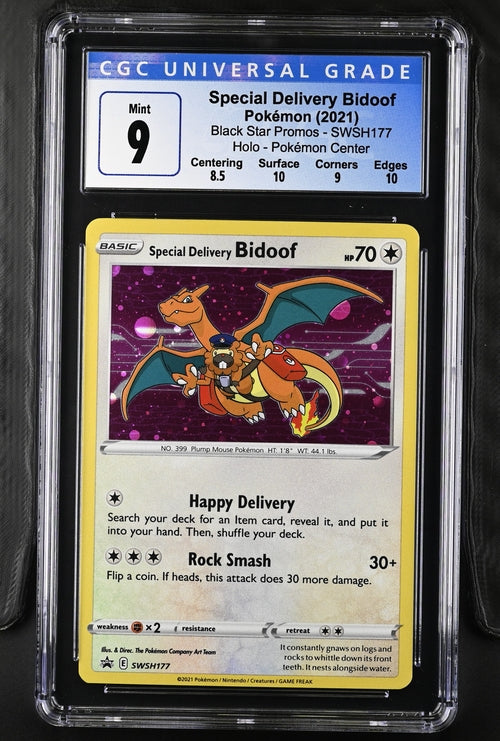 CGC UNIVERSAL GRADE
Mint
9
Special Delivery Bidoof
Pokémon (2021)
Black Star Promos - SWSH177
Holo - Pokémon Center
Centering Surface Corners Edges
8.5 10 9 10
BASIC Special Delivery Bidoof HP 70
NO. 399 Plump Mouse Pokémon HT: 1'8" WT: 44.1 lbs.
Happy Delivery
Search your deck for an Item card, reveal it, and put it
into your hand. Then, shuffle your deck.
Rock Smash 30+
Flip a coin. If heads, this attack does 30 more damage.
weakness ×2 resistance retreat
Illus. & Direc. The Pokémon Company Art Team
E SWSH177
It constantly gnaws on logs and
rocks to whittle down its front
teeth. It nests alongside water.
©2021 Pokémon / Nintendo / Creatures / GAME FREAK